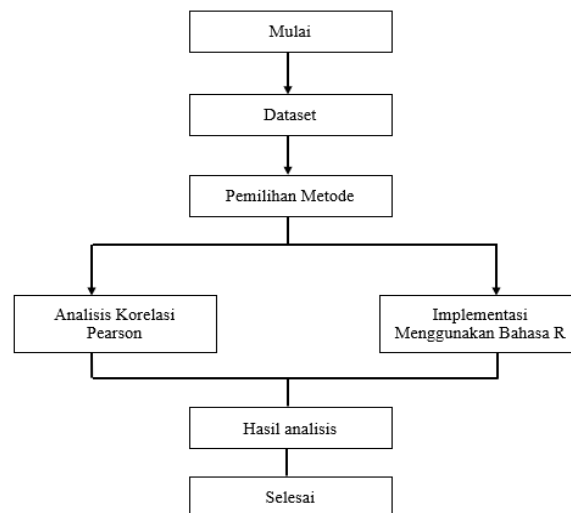 Mulai
Dataset
Pemilihan Metode
Analisis Korelasi
Pearson
Implementasi
Menggunakan Bahasa R
Hasil analisis
Selesai